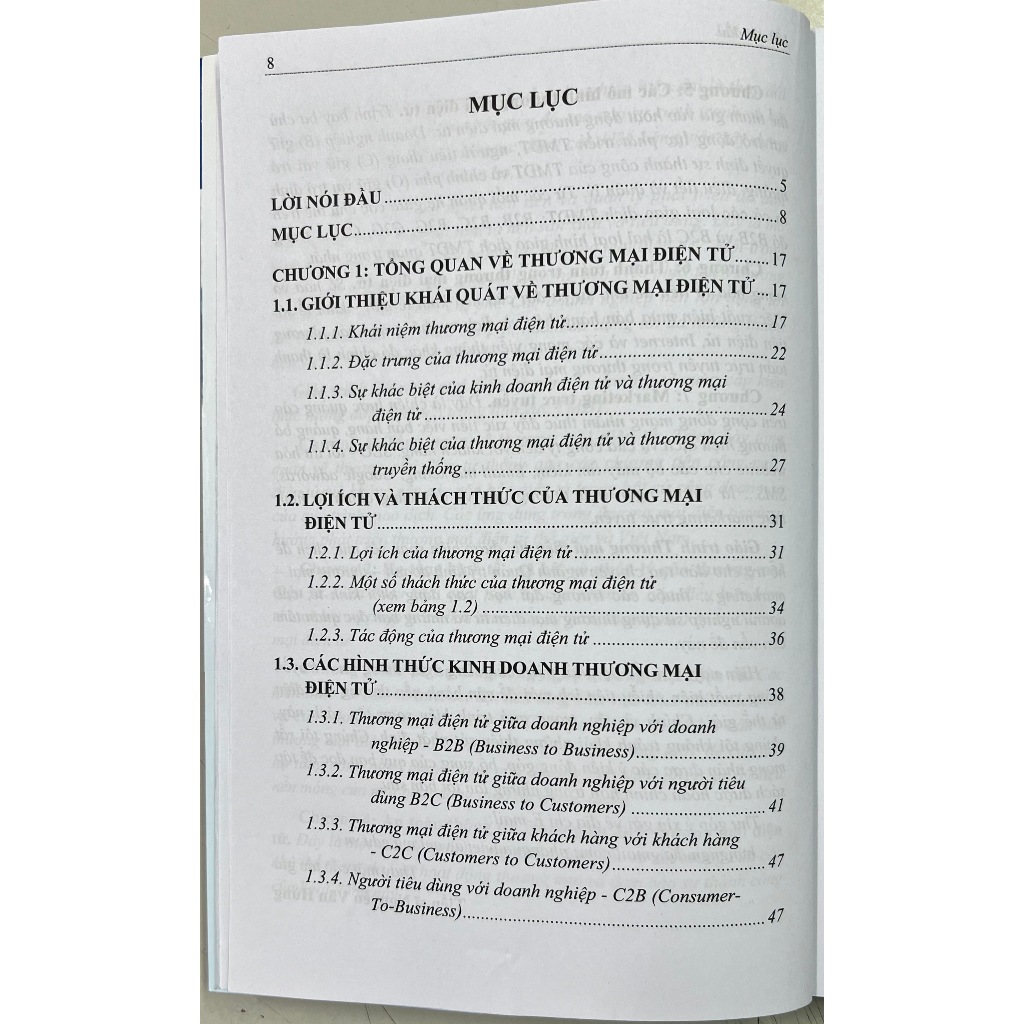 8
Mục lục
MỤC LỤC
LỜI NÓI ĐẦU ..... 5
MỤC LỤC ..... 8
CHƯƠNG 1: TỔNG QUAN VỀ THƯƠNG MẠI ĐIỆN TỬ ..... 17
1.1. GIỚI THIỆU KHÁI QUÁT VỀ THƯƠNG MẠI ĐIỆN TỬ ... 17
1.1.1. Khái niệm thương mại điện tử ..... 17
1.1.2. Đặc trưng của thương mại điện tử ..... 22
1.1.3. Sự khác biệt của kinh doanh điện tử và thương mại
điện tử ..... 24
1.1.4. Sự khác biệt của thương mại điện tử và thương mại
truyền thống ..... 27
1.2. LỢI ÍCH VÀ THÁCH THỨC CỦA THƯƠNG MẠI
ĐIỆN TỬ ..... 31
1.2.1. Lợi ích của thương mại điện tử ..... 31
1.2.2. Một số thách thức của thương mại điện tử
(xem bảng 1.2) ..... 34
1.2.3. Tác động của thương mại điện tử ..... 36
1.3. CÁC HÌNH THỨC KINH DOANH THƯƠNG MẠI
ĐIỆN TỬ ..... 38
1.3.1. Thương mại điện tử giữa doanh nghiệp với doanh
nghiệp - B2B (Business to Business) ..... 39
1.3.2. Thương mại điện tử giữa doanh nghiệp với người tiêu
dùng B2C (Business to Customers) ..... 41
1.3.3. Thương mại điện tử giữa khách hàng với khách hàng
- C2C (Customers to Customers) ..... 47
1.3.4. Người tiêu dùng với doanh nghiệp - C2B (Consumer-
To-Business) ..... 47